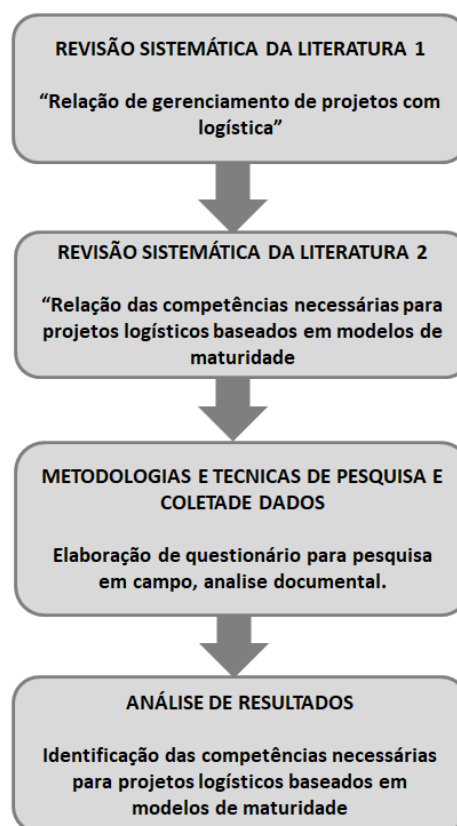 REVISÃO SISTEMÁTICA DA LITERATURA 1
“Relação de gerenciamento de projetos com
logística”
REVISÃO SISTEMÁTICA DA LITERATURA 2
“Relação das competências necessárias para
projetos logísticos baseados em modelos de
maturidade
METODOLOGIAS E TECNICAS DE PESQUISA E
COLETADE DADOS
Elaboração de questionário para pesquisa
em campo, analise documental.
ANÁLISE DE RESULTADOS
Identificação das competências necessárias
para projetos logísticos baseados em
modelos de maturidade